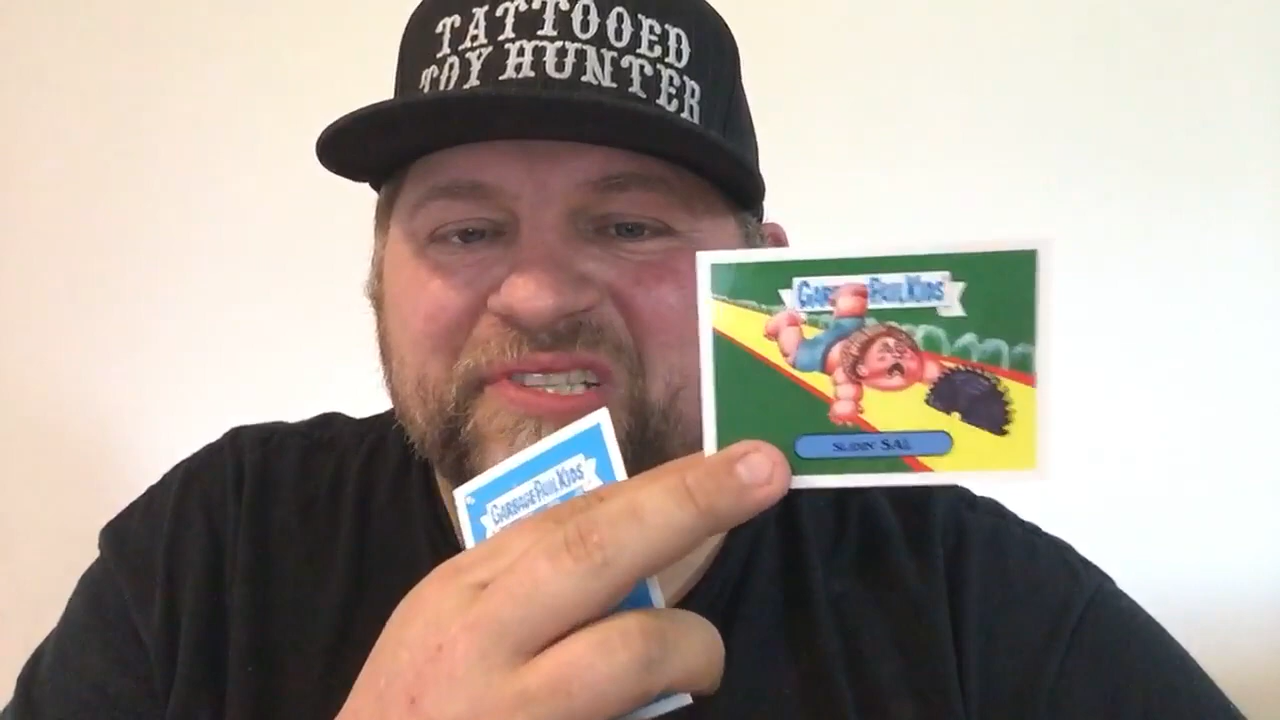 TATTOOED
TOY HUNTER
GARBAGE PAIL KIDS
SLIDIN' SAL
GARBAGE PAIL KIDS